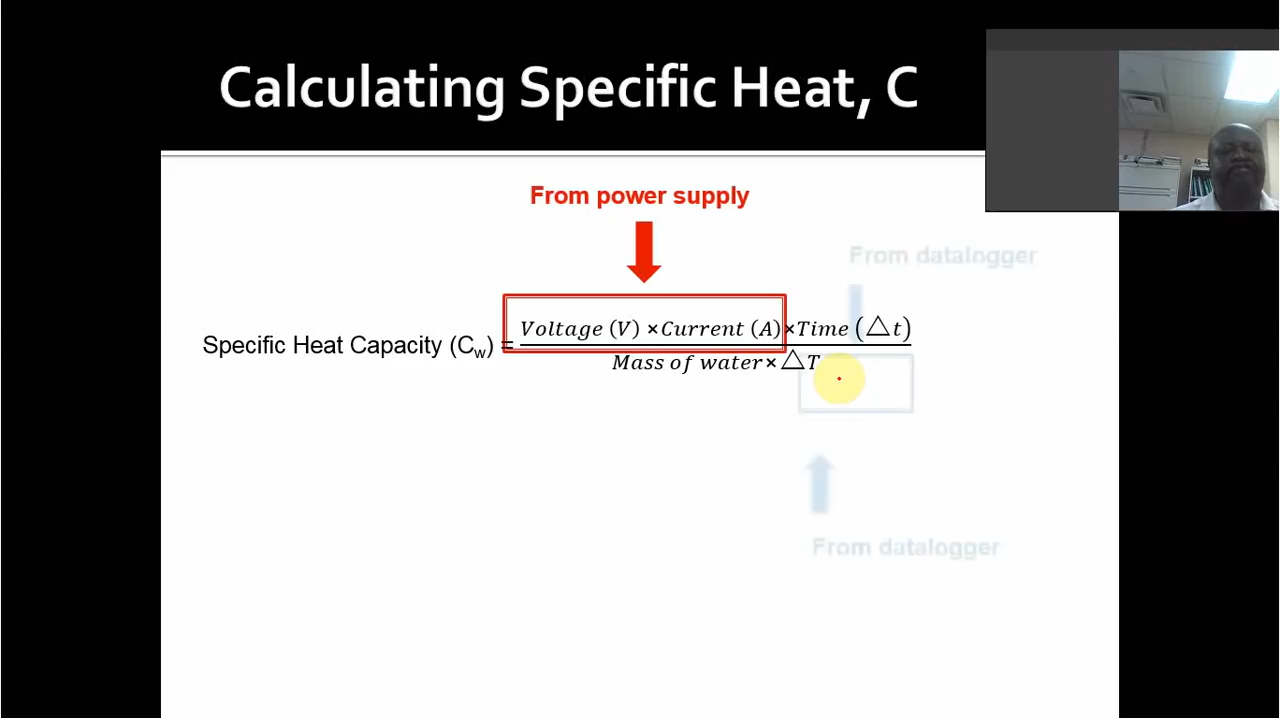 Calculating Specific Heat, C
From power supply
From datalogger
Specific Heat Capacity (Cw) = Voltage (V) ×Current (A)×Time (△t)
Mass of water× △T
From datalogger